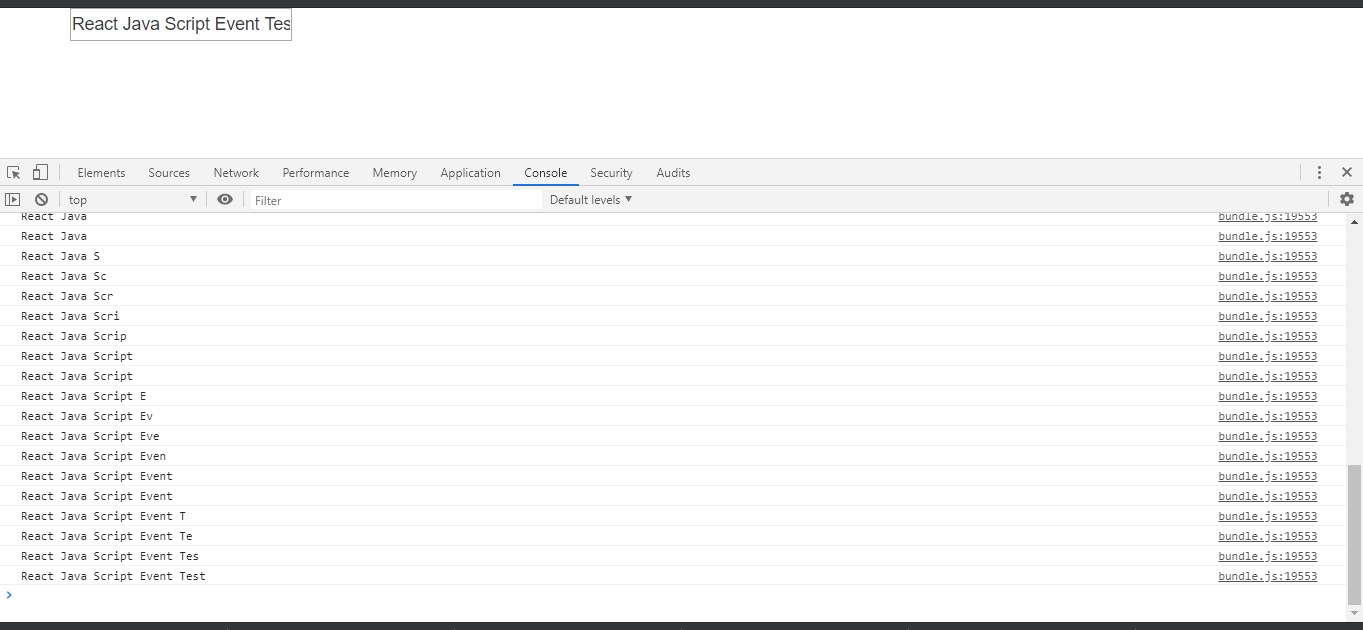 React Java Script Event Tes
Elements Sources Network Performance Memory Application Console Security Audits
top Filter Default levels
React Java bundle.js:19553
React Java bundle.js:19553
React Java S bundle.js:19553
React Java Sc bundle.js:19553
React Java Scr bundle.js:19553
React Java Scri bundle.js:19553
React Java Scrip bundle.js:19553
React Java Script bundle.js:19553
React Java Script bundle.js:19553
React Java Script E bundle.js:19553
React Java Script Ev bundle.js:19553
React Java Script Eve bundle.js:19553
React Java Script Even bundle.js:19553
React Java Script Event bundle.js:19553
React Java Script Event bundle.js:19553
React Java Script Event T bundle.js:19553
React Java Script Event Te bundle.js:19553
React Java Script Event Tes bundle.js:19553
React Java Script Event Test bundle.js:19553